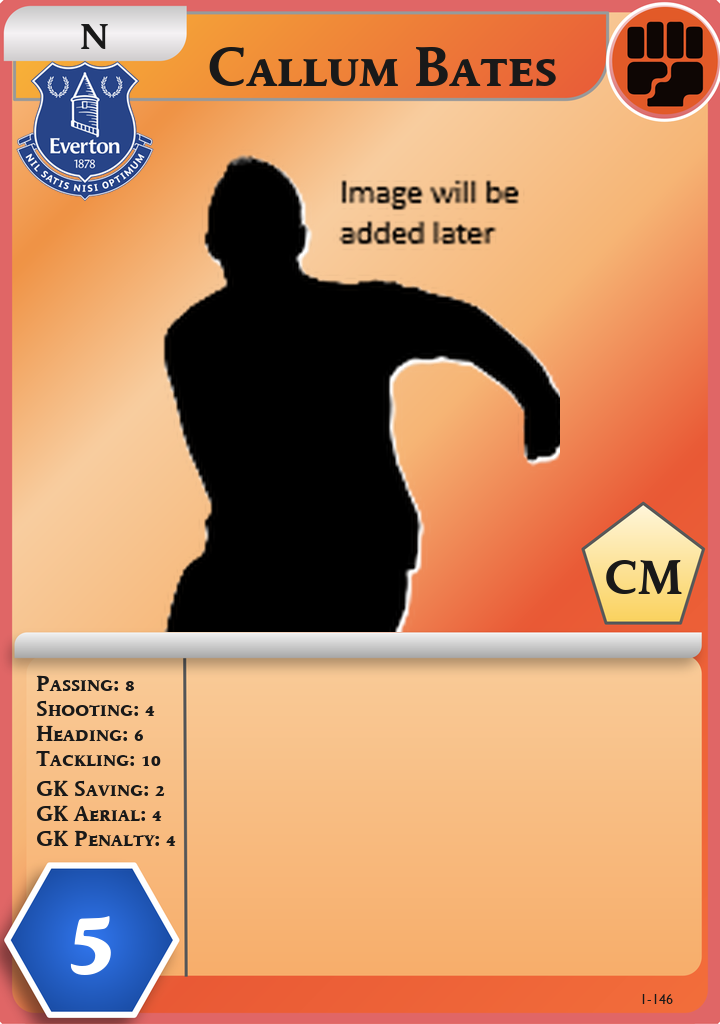 N
Callum Bates
Everton
1878
NIL SATIS NISI OPTIMUM
Image will be
added later
CM
Passing: 8
Shooting: 4
Heading: 6
Tackling: 10
GK Saving: 2
GK Aerial: 4
GK Penalty: 4
5
1-146